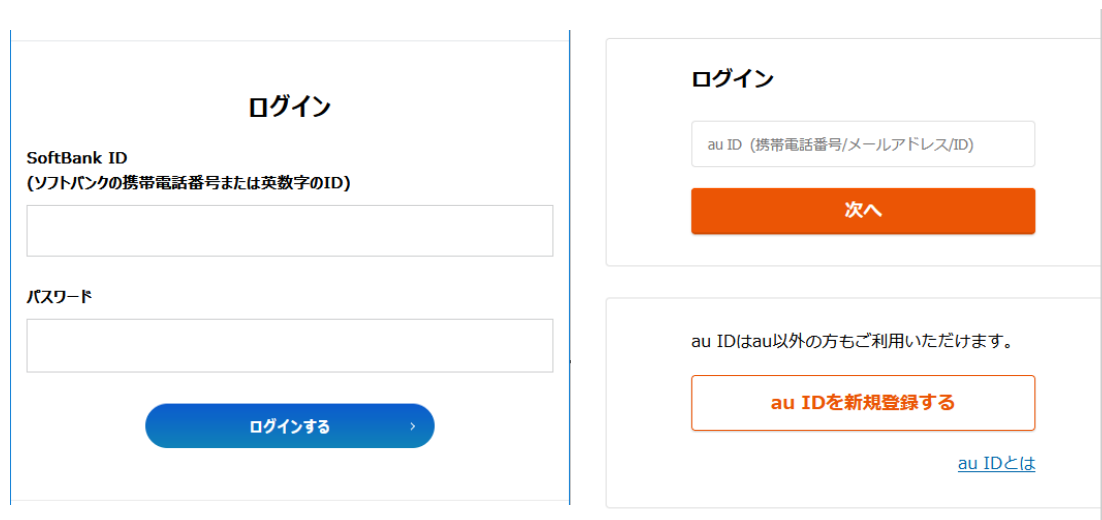 ログイン
SoftBank ID
(ソフトバンクの携帯電話番号または英数字のID)
パスワード
ログインする
ログイン
au ID（携帯電話番号/メールアドレス/ID)
次へ
au IDはau以外の方もご利用いただけます。
au IDを新規登録する
au IDとは